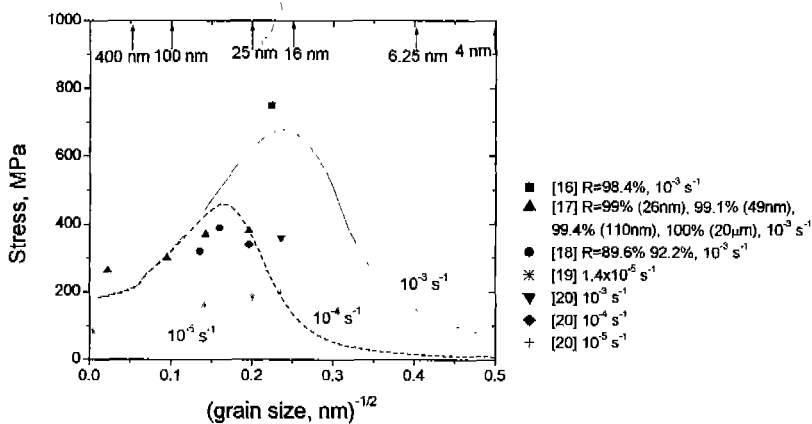 1000
800
600
400
200
0
Stress, MPa
400 nm
100 nm
25 nm
16 nm
6.25 nm
4 nm
10⁻³ s⁻¹
10⁻⁴ s⁻¹
10⁻⁵ s⁻¹
0.0 0.1 0.2 0.3 0.4 0.5
(grain size, nm)⁻¹/²
[16] R=98.4%, 10⁻³ s⁻¹
[17] R=99% (26nm), 99.1% (49nm),
99.4% (110nm), 100% (20µm), 10⁻³ s⁻¹
[18] R=89.6% 92.2%, 10⁻³ s⁻¹
[19] 1,4x10⁻⁵ s⁻¹
[20] 10⁻³ s⁻¹
[20] 10⁻⁴ s⁻¹
[20] 10⁻⁵ s⁻¹